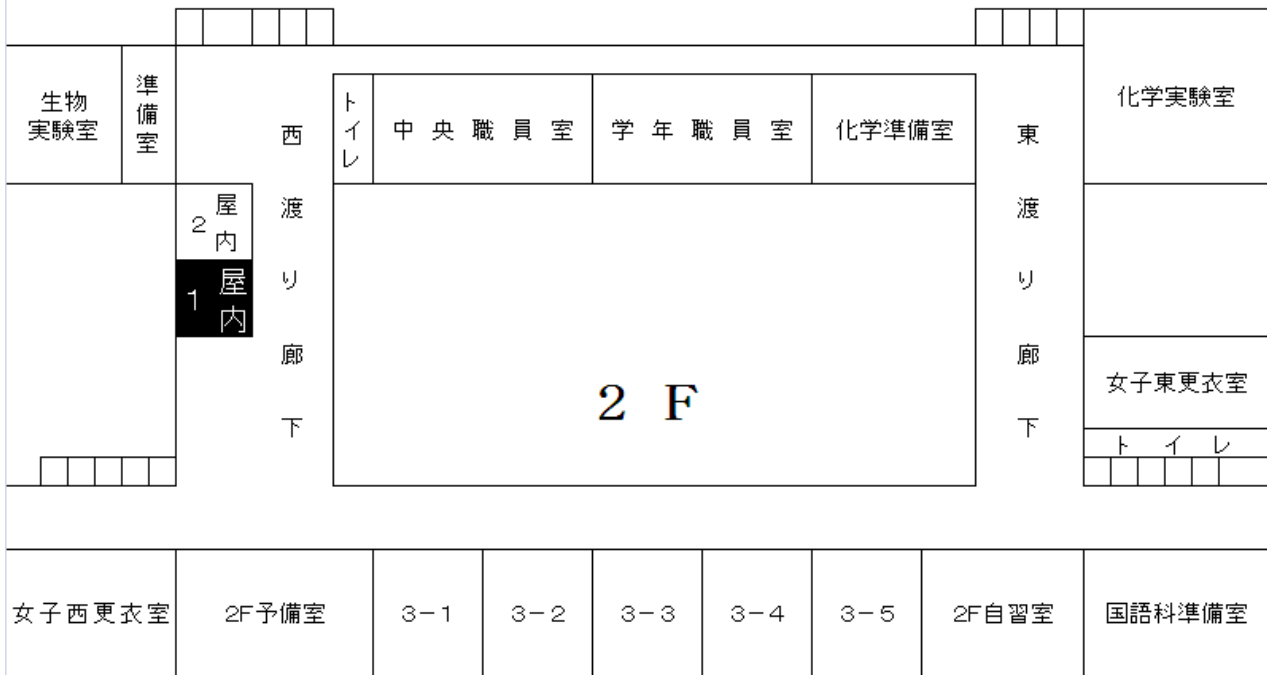 生物
実験室
準備室
西渡り廊下
トイレ
中央職員室
学年職員室
化学準備室
東渡り廊下
化学実験室
屋内2
屋内1
女子東更衣室
トイレ
2 F
女子西更衣室
2F予備室
3-1
3-2
3-3
3-4
3-5
2F自習室
国語科準備室